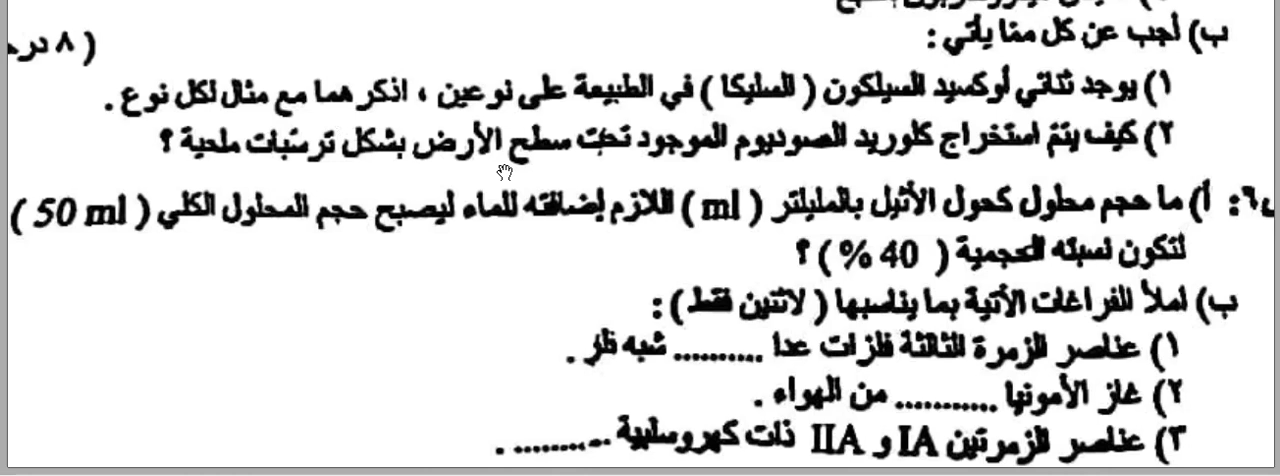 ب) أجب عن كل مما يأتي : ( ٨ در
١) يوجد ثنائي أوكسيد السيلكون ( السليكا ) في الطبيعة على نوعين ، اذكرهما مع مثال لكل نوع .
٢) كيف يتمّ استخراج كلوريد الصوديوم الموجود تحت سطح الأرض بشكل ترسّبات ملحية ؟
س٦: أ) ما حجم محلول كحول الأثيل بالمليلتر ( ml ) اللازم إضافته للماء ليصبح حجم المحلول الكلي ( 50 ml )
لتكون نسبته الحجمية ( 40 % ) ؟
ب) املأ الفراغات الآتية بما يناسبها ( لاثنين فقط ) :
١) عناصر الزمرة الثالثة فلزات عدا .......... شبه فلز .
٢) غاز الأمونيا ........... من الهواء .
٣) عناصر الزمرتين IA و IIA ذات كهروسلبية .......... .